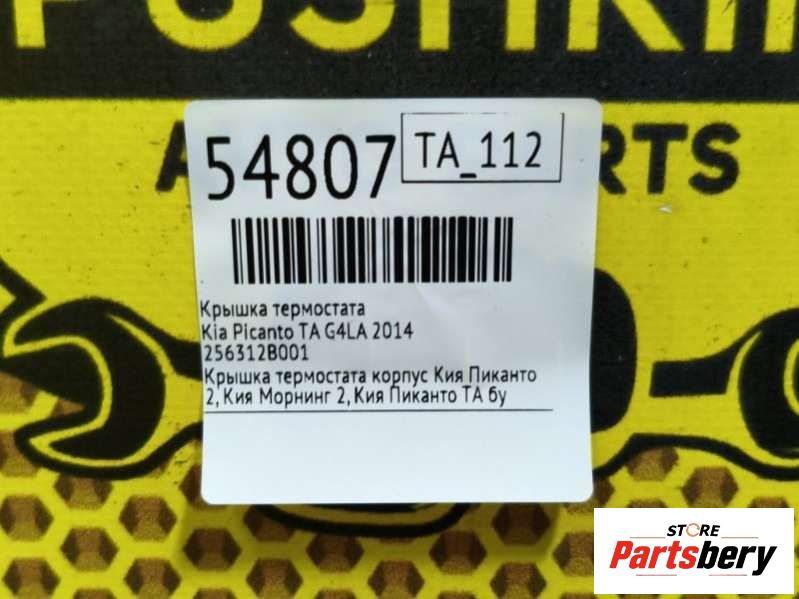 54807
TA_112
Крышка термостата
Kia Picanto TA G4LA 2014
256312B001
Крышка термостата корпус Кия Пиканто
2, Кия Морнинг 2, Кия Пиканто ТА бу
STORE
Partsbery